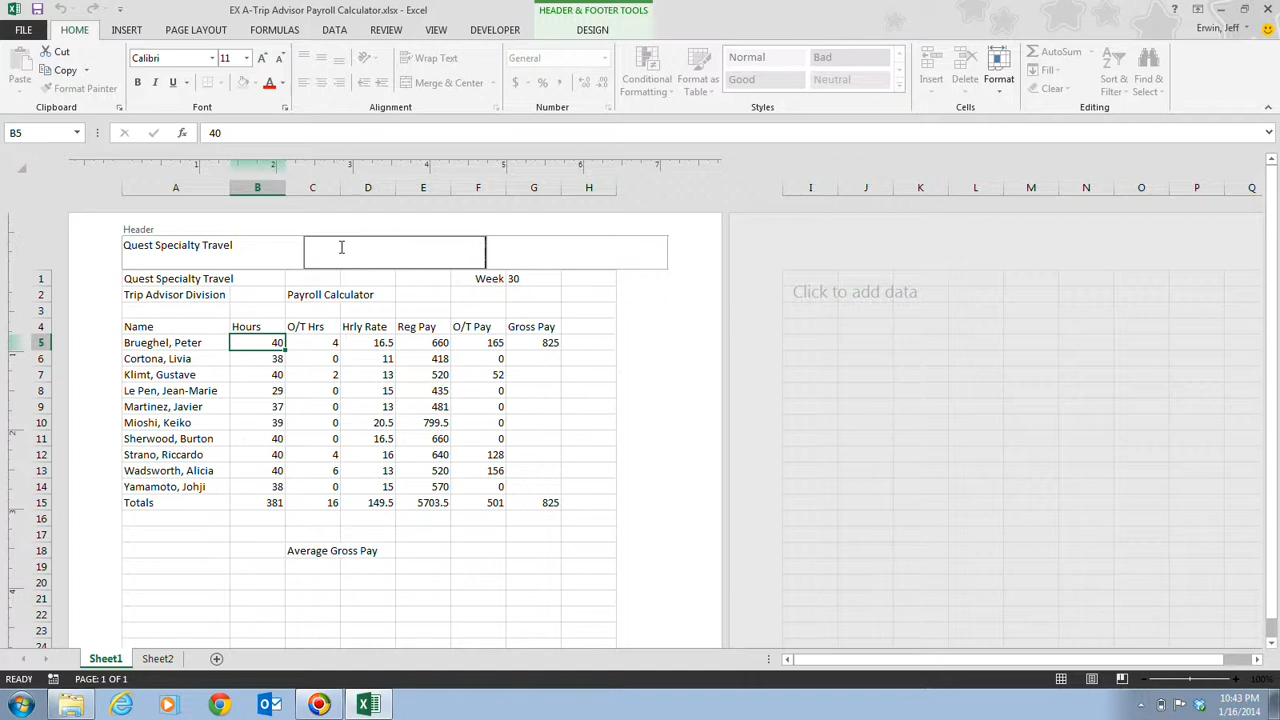 EX A-Trip Advisor Payroll Calculator.xlsx - Excel
HEADER & FOOTER TOOLS
FILE HOME INSERT PAGE LAYOUT FORMULAS DATA REVIEW VIEW DEVELOPER DESIGN
Erwin, Jeff
Paste
Cut
Copy
Format Painter
Clipboard
Calibri 11
B I U
Font
Wrap Text
Merge & Center
Alignment
General
$ % ,
Number
Conditional Formatting
Format as Table
Normal Bad
Good Neutral
Styles
Insert Delete Format
Cells
AutoSum
Fill
Clear
Sort & Filter
Find & Select
Editing
B5 fx 40
1 2 3 4 5 6 7
A B C D E F G H I J K L M N O P Q
Header
Quest Specialty Travel
1 Quest Specialty Travel Week 30
2 Trip Advisor Division Payroll Calculator
3
4 Name Hours O/T Hrs Hrly Rate Reg Pay O/T Pay Gross Pay
5 Brueghel, Peter 40 4 16.5 660 165 825
6 Cortona, Livia 38 0 11 418 0
7 Klimt, Gustave 40 2 13 520 52
8 Le Pen, Jean-Marie 29 0 15 435 0
9 Martinez, Javier 37 0 13 481 0
10 Mioshi, Keiko 39 0 20.5 799.5 0
11 Sherwood, Burton 40 0 16.5 660 0
12 Strano, Riccardo 40 4 16 640 128
13 Wadsworth, Alicia 40 6 13 520 156
14 Yamamoto, Johji 38 0 15 570 0
15 Totals 381 16 149.5 5703.5 501 825
16
17
18 Average Gross Pay
19
20
21
22
23
24
Click to add data
Sheet1 Sheet2
READY PAGE: 1 OF 1 100%
10:43 PM
1/16/2014